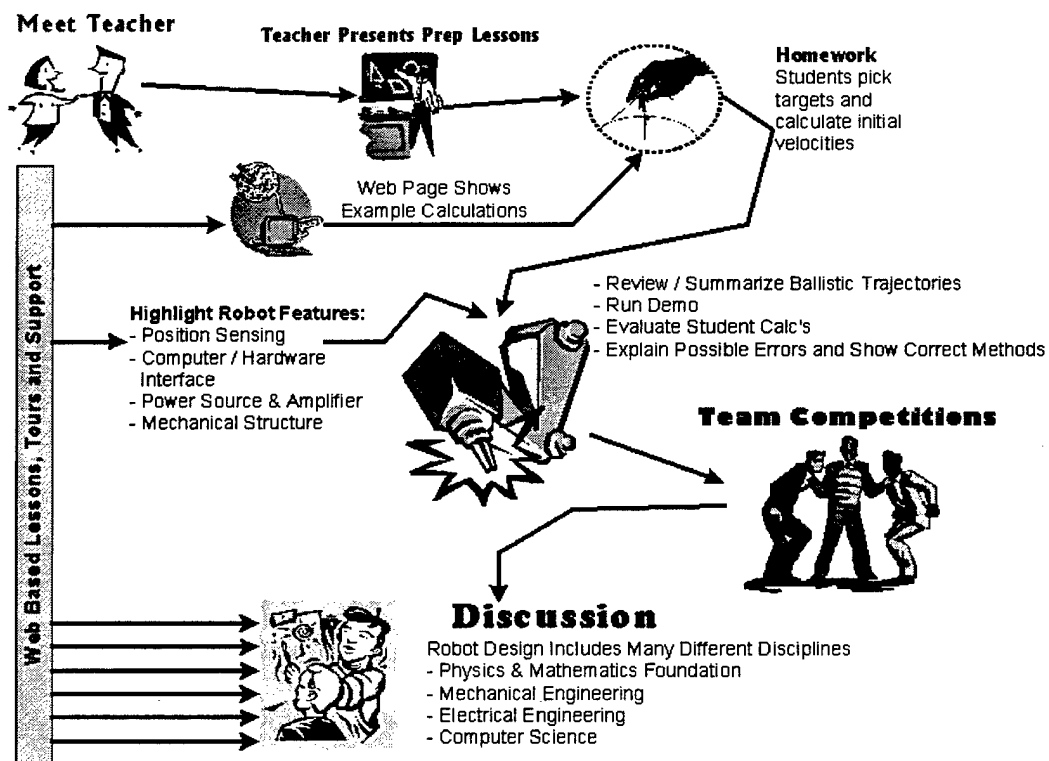 Meet Teacher
Teacher Presents Prep Lessons
Homework
Students pick
targets and
calculate initial
velocities
Web Page Shows
Example Calculations
Web Based Lessons, Tours and Support
Highlight Robot Features:
- Position Sensing
- Computer / Hardware
Interface
- Power Source & Amplifier
- Mechanical Structure
- Review / Summarize Ballistic Trajectories
- Run Demo
- Evaluate Student Calc's
- Explain Possible Errors and Show Correct Methods
Team Competitions
Discussion
Robot Design Includes Many Different Disciplines
- Physics & Mathematics Foundation
- Mechanical Engineering
- Electrical Engineering
- Computer Science